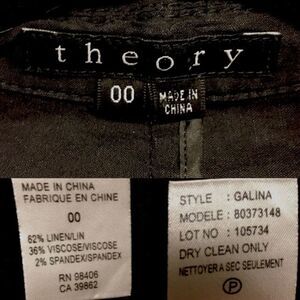 theory
00
MADE IN
CHINA
MADE IN CHINA
FABRIQUE EN CHINE
00
62% LINEN/LIN
36% VISCOSE/VISCOSE
2% SPANDEX/SPANDEX
RN 98406
CA 39862
STYLE : GALINA
MODELE : 80373148
LOT NO : 105734
DRY CLEAN ONLY
NETTOYER A SEC SEULEMENT
P